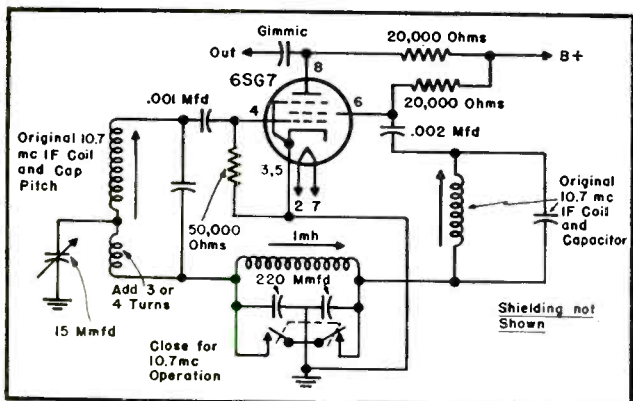 Gimmic
Out
8
20,000 Ohms
B+
6SG7
.001 Mfd
4
6
20,000 Ohms
.002 Mfd
Original 10.7
mc IF Coil
and Cap
Pitch
3,5
2 7
50,000
Ohms
1mh
Original
10.7 mc
IF Coil
and
Capacitor
Add 3 or
4 Turns
220 Mmfd
15 Mmfd
Close for
10.7mc
Operation
Shielding not
Shown